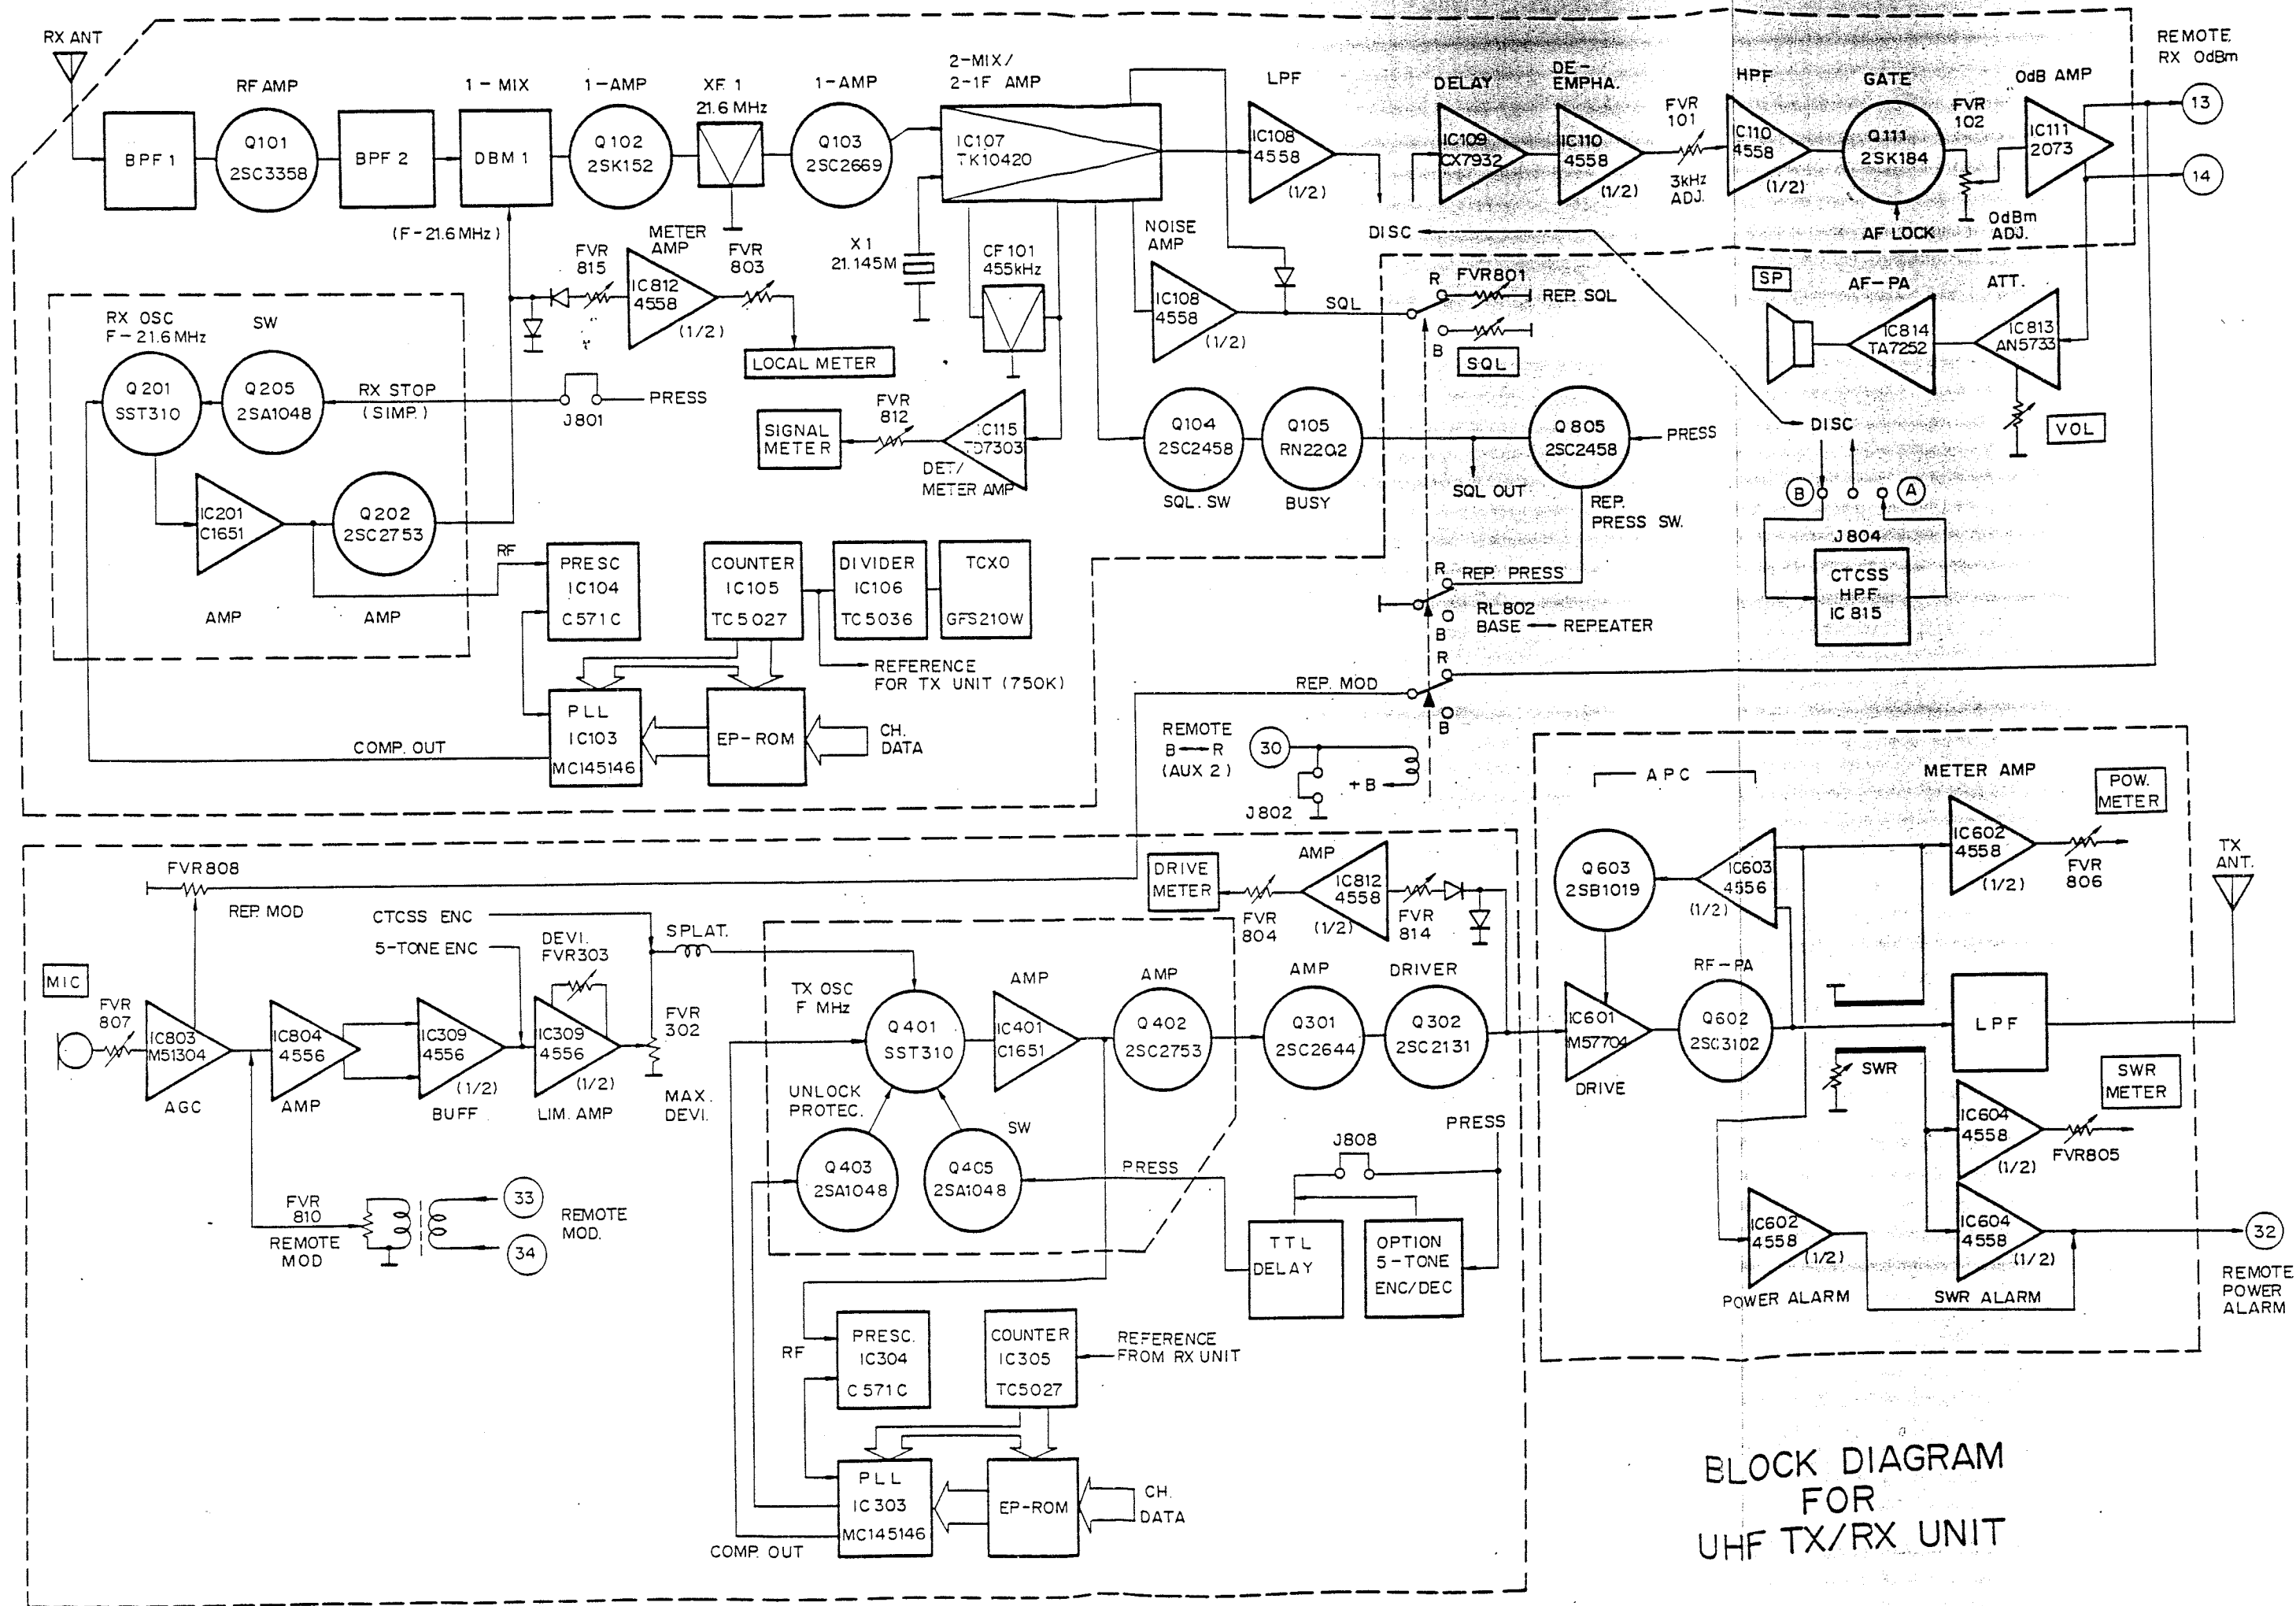 RX ANT
BPF 1
RF AMP
Q101
2SC3358
BPF 2
1 - MIX
DBM 1
(F-21.6 MHz)
1-AMP
Q102
2SK152
XF 1
21.6 MHz
1-AMP
Q103
2SC2669
2-MIX/
2-1F AMP
IC107
TK10420
LPF
IC108
4558
(1/2)
DISC
DELAY
IC109
CX7932
DE-
EMPHA.
IC110
4558
(1/2)
FVR
101
3kHz
ADJ.
HPF
IC110
4558
(1/2)
GATE
Q111
2SK184
AF LOCK
FVR
102
0dBm
ADJ.
0dB AMP
IC111
2073
REMOTE
RX 0dBm
13
14
RX OSC
F-21.6 MHz
Q201
SST310
SW
Q205
2SA1048
RX STOP
(SIMP.)
J801
PRESS
IC201
C1651
AMP
Q202
2SC2753
AMP
FVR
815
METER
AMP
IC812
4558
(1/2)
FVR
803
LOCAL METER
X1
21.145M
CF101
455kHz
SIGNAL
METER
FVR
812
IC115
TD7303
DET/
METER AMP
NOISE
AMP
IC108
4558
(1/2)
SQL
R
FVR801
REP. SQL
B
SQL
Q104
2SC2458
SQL. SW
Q105
RN2202
BUSY
SQL OUT
Q805
2SC2458
PRESS
REP.
PRESS SW.
SP
AF-PA
IC814
TA7252
ATT.
IC813
AN5733
VOL
DISC
B
A
J804
CTCSS
HPF
IC 815
RF
PRESC
IC104
C571C
COUNTER
IC105
TC5027
DIVIDER
IC106
TC5036
TCXO
GFS210W
REFERENCE
FOR TX UNIT (750K)
R
REP. PRESS
B
RL802
BASE REPEATER
R
REP. MOD
B
COMP. OUT
PLL
IC103
MC145146
EP-ROM
CH.
DATA
REMOTE
B R
(AUX 2)
30
J802
+B
FVR808
REP. MOD
MIC
FVR
807
IC803
M51304
AGC
IC804
4556
AMP
CTCSS ENC
5-TONE ENC
IC309
4556
(1/2)
BUFF
DEVI.
FVR303
IC309
4556
(1/2)
LIM. AMP
FVR
302
MAX.
DEVI.
SPLAT.
FVR
810
REMOTE
MOD
33
34
REMOTE
MOD.
TX OSC
F MHz
Q401
SST310
AMP
IC401
C1651
AMP
Q402
2SC2753
UNLOCK
PROTEC.
Q403
2SA1048
SW
Q405
2SA1048
PRESS
DRIVE
METER
FVR
804
AMP
IC812
4558
(1/2)
FVR
814
AMP
Q301
2SC2644
DRIVER
Q302
2SC2131
PRESS
J808
TTL
DELAY
OPTION
5-TONE
ENC/DEC
RF
PRESC.
IC304
C571C
COUNTER
IC305
TC5027
REFERENCE
FROM RX UNIT
PLL
IC303
MC145146
EP-ROM
CH.
DATA
COMP. OUT
APC
Q603
2SB1019
IC603
4556
(1/2)
METER AMP
IC602
4558
(1/2)
POW.
METER
FVR
806
TX
ANT.
IC601
M57704
DRIVE
RF-PA
Q602
2SC3102
LPF
SWR
SWR
METER
IC604
4558
(1/2)
FVR805
IC602
4558
(1/2)
POWER ALARM
IC604
4558
(1/2)
SWR ALARM
32
REMOTE
POWER
ALARM
BLOCK DIAGRAM
FOR
UHF TX/RX UNIT